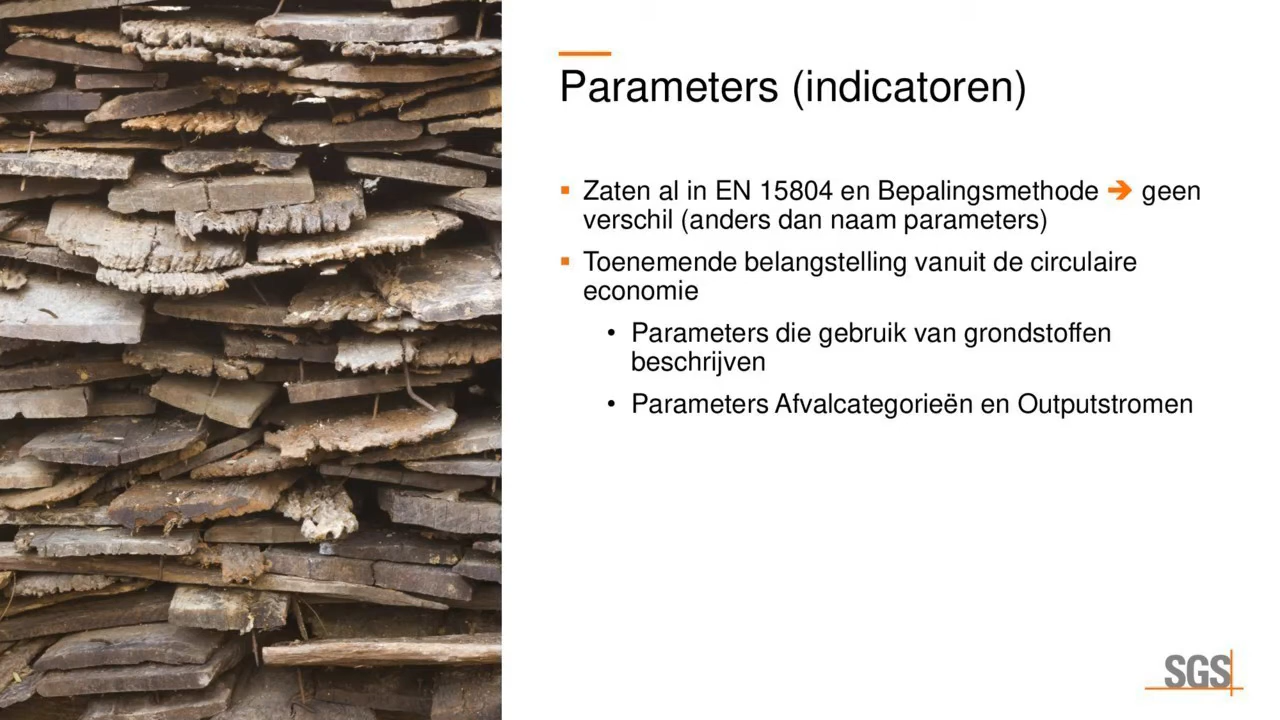 Parameters (indicatoren)
Zaten al in EN 15804 en Bepalingsmethode ➔ geen
verschil (anders dan naam parameters)
Toenemende belangstelling vanuit de circulaire
economie
• Parameters die gebruik van grondstoffen
beschrijven
• Parameters Afvalcategorieën en Outputstromen
SGS